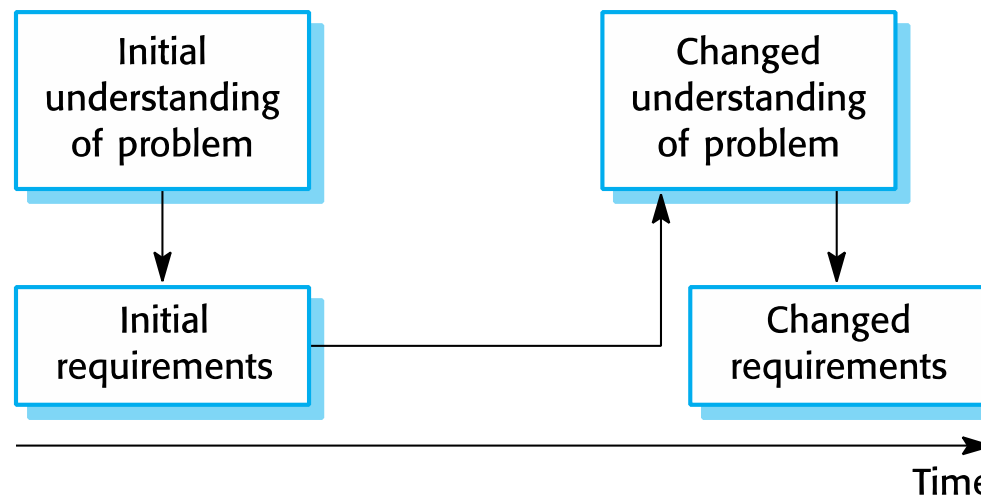 Initial
understanding
of problem
Changed
understanding
of problem
Initial
requirements
Changed
requirements
Time